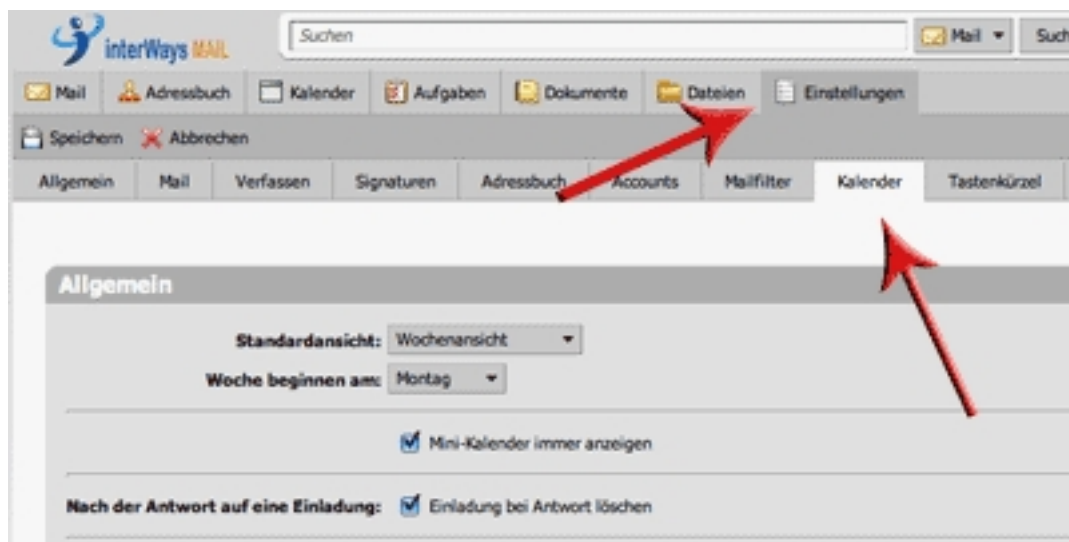 interWays MAIL Suchen Mail Such
Mail Adressbuch Kalender Aufgaben Dokumente Dateien Einstellungen
Speichern Abbrechen
Allgemein Mail Verfassen Signaturen Adressbuch Accounts Mailfilter Kalender Tastenkürzel
Allgemein
Standardansicht: Wochenansicht
Woche beginnen am: Montag
Mini-Kalender immer anzeigen
Nach der Antwort auf eine Einladung: Einladung bei Antwort löschen